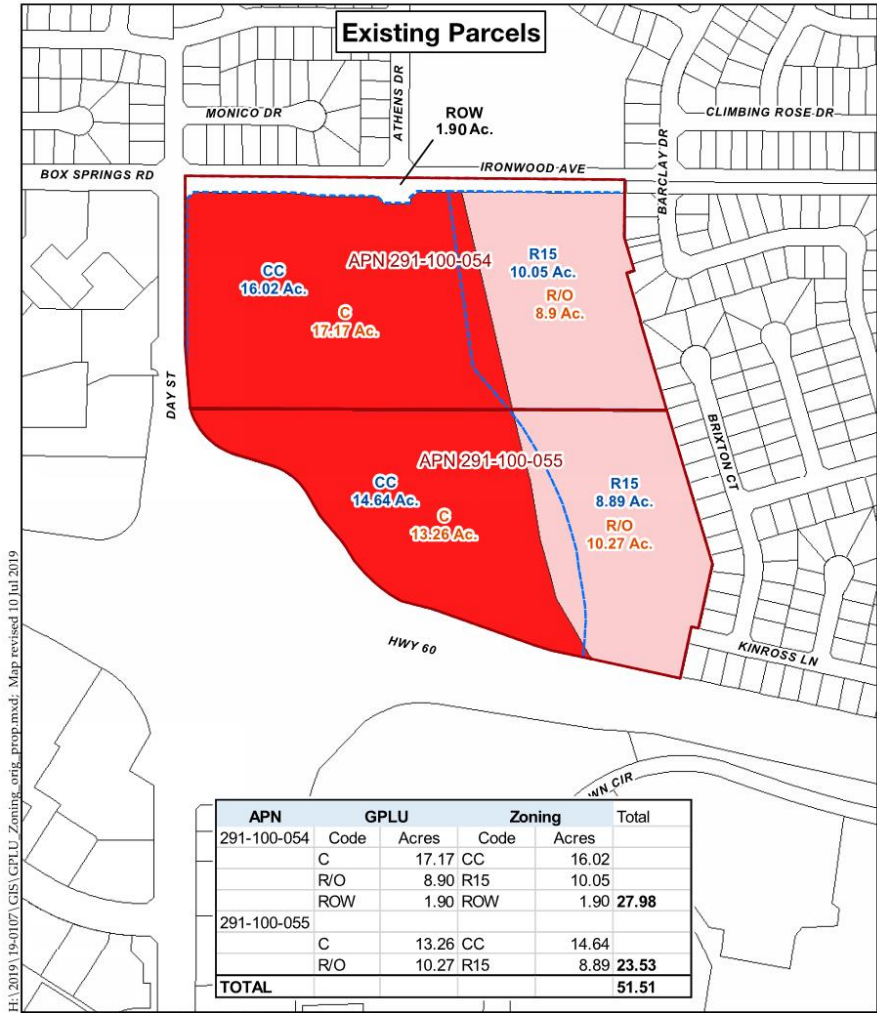 Existing Parcels
ATHENS DR
MONICO DR
ROW
1.90 Ac.
CLIMBING ROSE DR
BARCLAY DR
BOX SPRINGS RD
IRONWOOD AVE
APN 291-100-054
CC
16.02 Ac.
C
17.17 Ac.
R15
10.05 Ac.
R/O
8.9 Ac.
DAY ST
APN 291-100-055
CC
14.64 Ac.
C
13.26 Ac.
R15
8.89 Ac.
R/O
10.27 Ac.
BRIXTON CT
HWY 60
KINROSS LN
WN CIR
H:\2019\19-0107\GIS\GPLU_Zoning_orig_prop.mxd; Map revised 10 Jul 2019
APN GPLU Zoning Total
291-100-054 Code Acres Code Acres
C 17.17 CC 16.02
R/O 8.90 R15 10.05
ROW 1.90 ROW 1.90 27.98
291-100-055
C 13.26 CC 14.64
R/O 10.27 R15 8.89 23.53
TOTAL 51.51